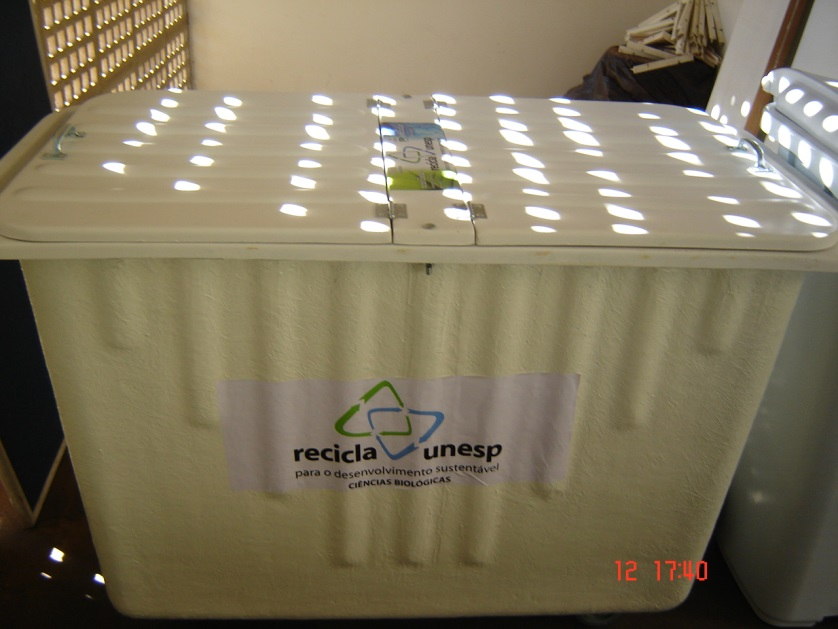 recicla unesp
para o desenvolvimento sustentável
CIÊNCIAS BIOLÓGICAS
12 17:40